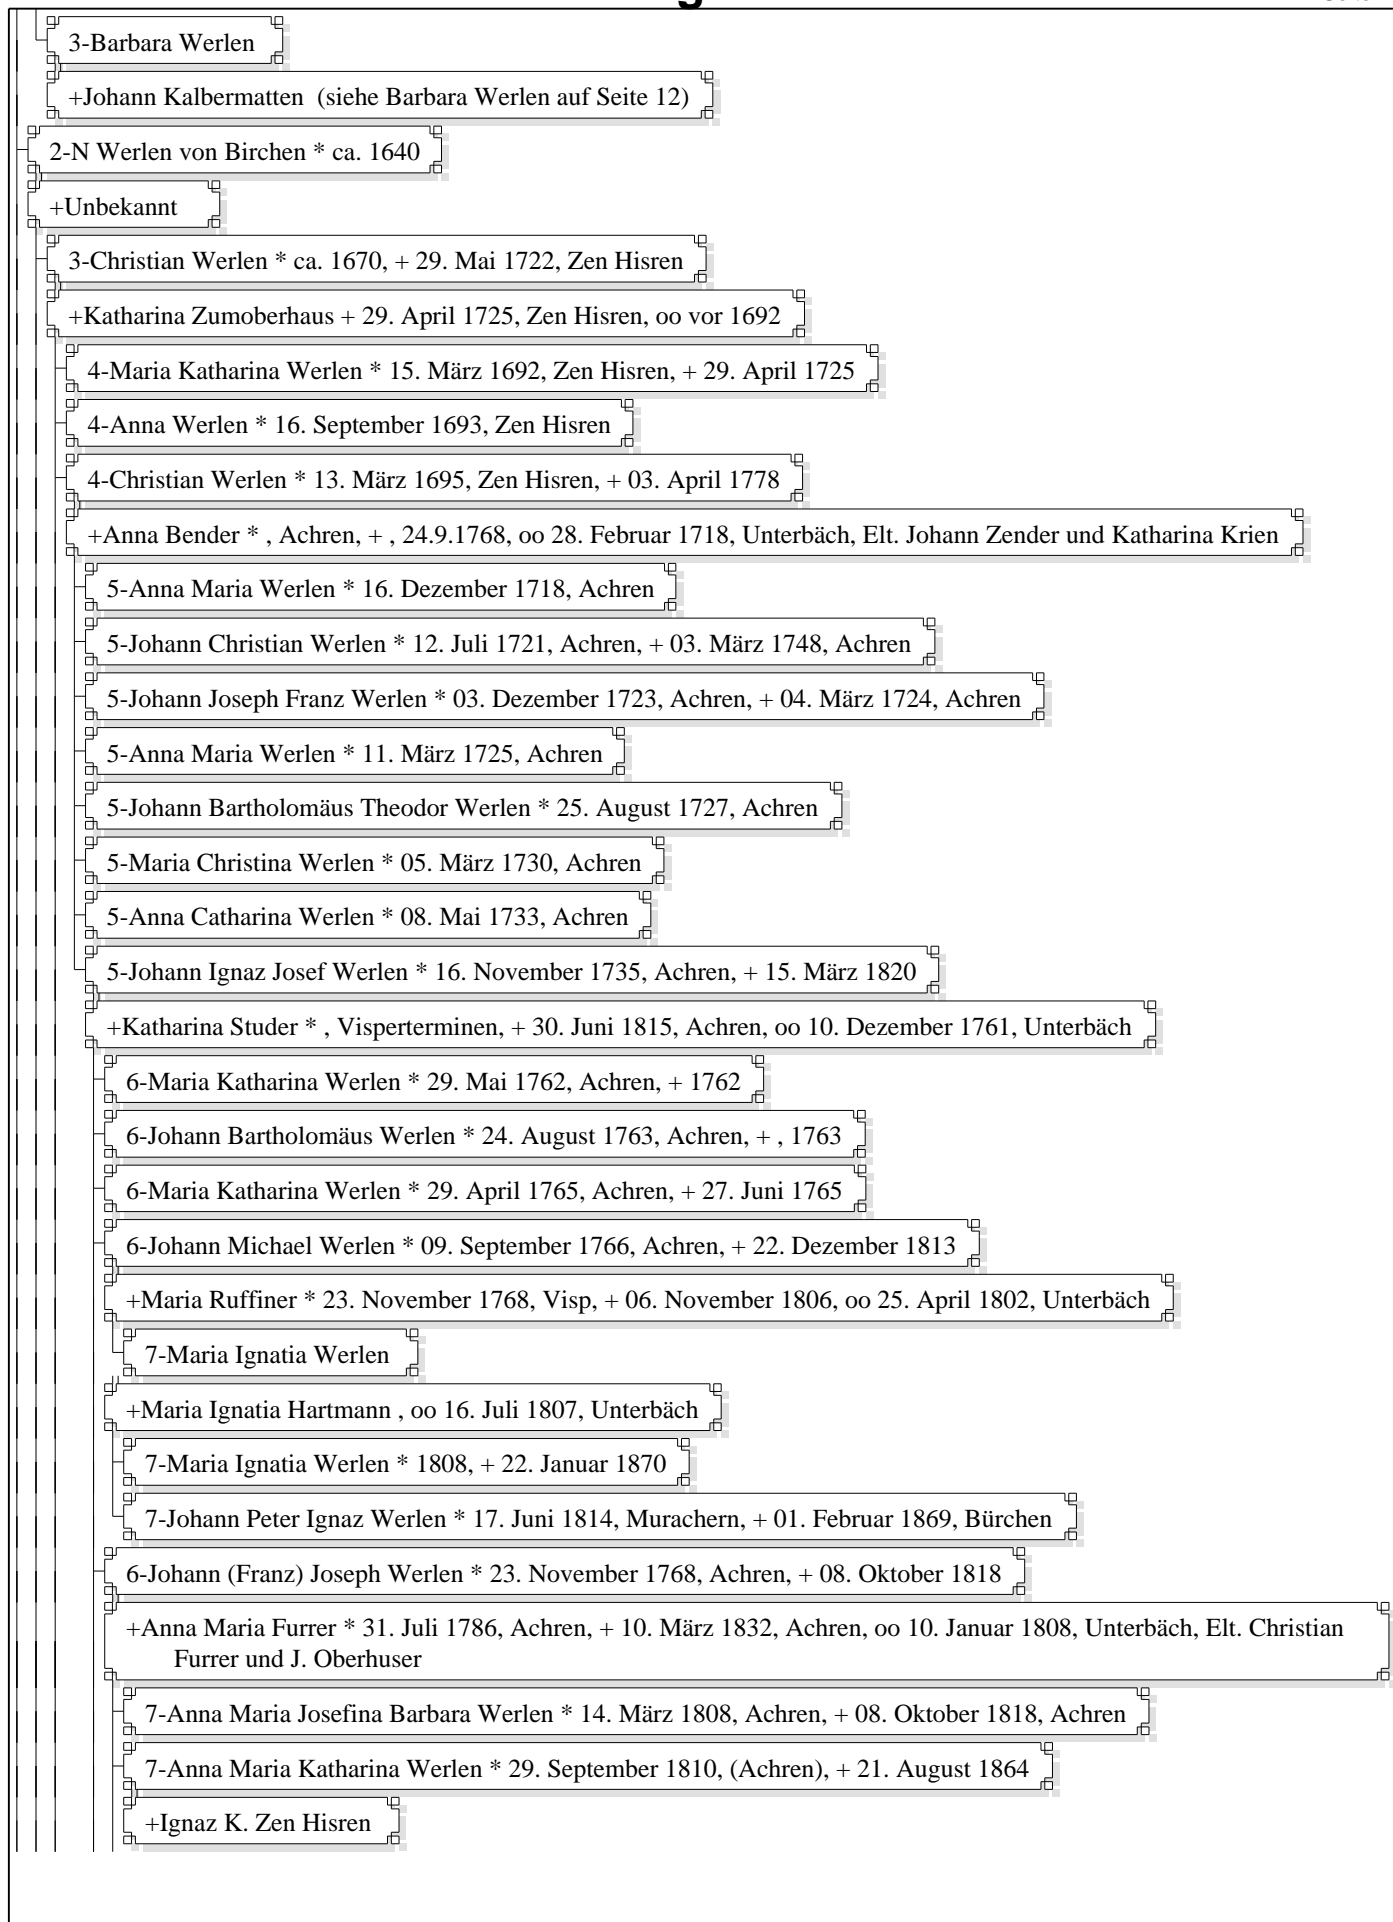 3-Barbara Werlen
+Johann Kalbermatten (siehe Barbara Werlen auf Seite 12)
2-N Werlen von Birchen * ca. 1640
+Unbekannt
3-Christian Werlen * ca. 1670, + 29. Mai 1722, Zen Hisren
+Katharina Zumoberhaus + 29. April 1725, Zen Hisren, oo vor 1692
4-Maria Katharina Werlen * 15. März 1692, Zen Hisren, + 29. April 1725
4-Anna Werlen * 16. September 1693, Zen Hisren
4-Christian Werlen * 13. März 1695, Zen Hisren, + 03. April 1778
+Anna Bender * , Achren, + , 24.9.1768, oo 28. Februar 1718, Unterbäch, Elt. Johann Zender und Katharina Krien
5-Anna Maria Werlen * 16. Dezember 1718, Achren
5-Johann Christian Werlen * 12. Juli 1721, Achren, + 03. März 1748, Achren
5-Johann Joseph Franz Werlen * 03. Dezember 1723, Achren, + 04. März 1724, Achren
5-Anna Maria Werlen * 11. März 1725, Achren
5-Johann Bartholomäus Theodor Werlen * 25. August 1727, Achren
5-Maria Christina Werlen * 05. März 1730, Achren
5-Anna Catharina Werlen * 08. Mai 1733, Achren
5-Johann Ignaz Josef Werlen * 16. November 1735, Achren, + 15. März 1820
+Katharina Studer * , Visperterminen, + 30. Juni 1815, Achren, oo 10. Dezember 1761, Unterbäch
6-Maria Katharina Werlen * 29. Mai 1762, Achren, + 1762
6-Johann Bartholomäus Werlen * 24. August 1763, Achren, + , 1763
6-Maria Katharina Werlen * 29. April 1765, Achren, + 27. Juni 1765
6-Johann Michael Werlen * 09. September 1766, Achren, + 22. Dezember 1813
+Maria Ruffiner * 23. November 1768, Visp, + 06. November 1806, oo 25. April 1802, Unterbäch
7-Maria Ignatia Werlen
+Maria Ignatia Hartmann , oo 16. Juli 1807, Unterbäch
7-Maria Ignatia Werlen * 1808, + 22. Januar 1870
7-Johann Peter Ignaz Werlen * 17. Juni 1814, Murachern, + 01. Februar 1869, Bürchen
6-Johann (Franz) Joseph Werlen * 23. November 1768, Achren, + 08. Oktober 1818
+Anna Maria Furrer * 31. Juli 1786, Achren, + 10. März 1832, Achren, oo 10. Januar 1808, Unterbäch, Elt. Christian
Furrer und J. Oberhuser
7-Anna Maria Josefina Barbara Werlen * 14. März 1808, Achren, + 08. Oktober 1818, Achren
7-Anna Maria Katharina Werlen * 29. September 1810, (Achren), + 21. August 1864
+Ignaz K. Zen Hisren